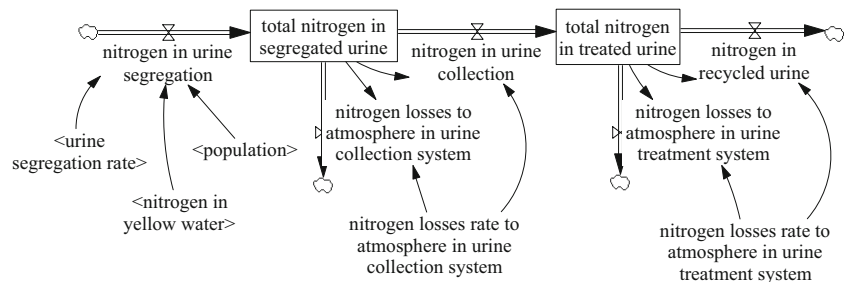 total nitrogen in
segregated urine
total nitrogen
in treated urine
nitrogen in urine
segregation
nitrogen in urine
collection
nitrogen in
recycled urine
nitrogen losses to
atmosphere in urine
collection system
nitrogen losses to
atmosphere in urine
treatment system
<urine
segregation rate>
<population>
<nitrogen in
yellow water>
nitrogen losses rate to
atmosphere in urine
collection system
nitrogen losses rate to
atmosphere in urine
treatment system